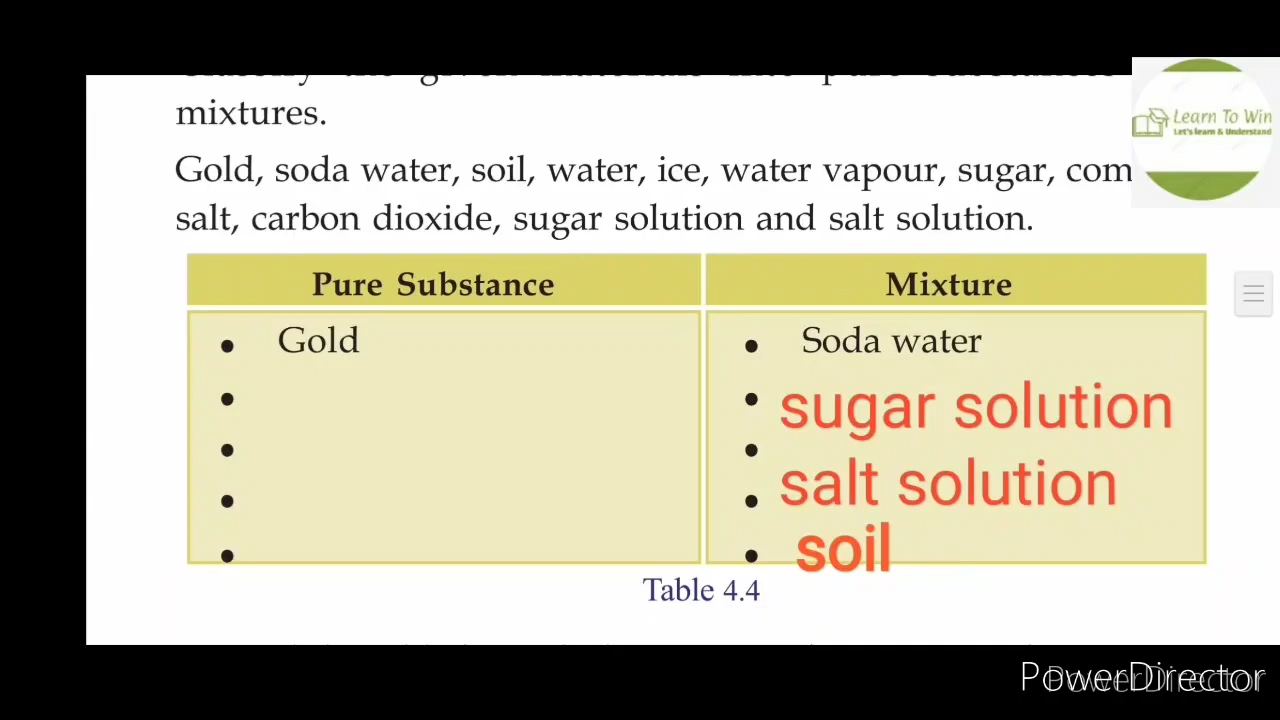 mixtures.
Learn To Win
Let's learn & Understand
Gold, soda water, soil, water, ice, water vapour, sugar, com
salt, carbon dioxide, sugar solution and salt solution.
Pure Substance Mixture
• Gold • Soda water
• • sugar solution
• •
• • salt solution
• • soil
Table 4.4
PowerDirector